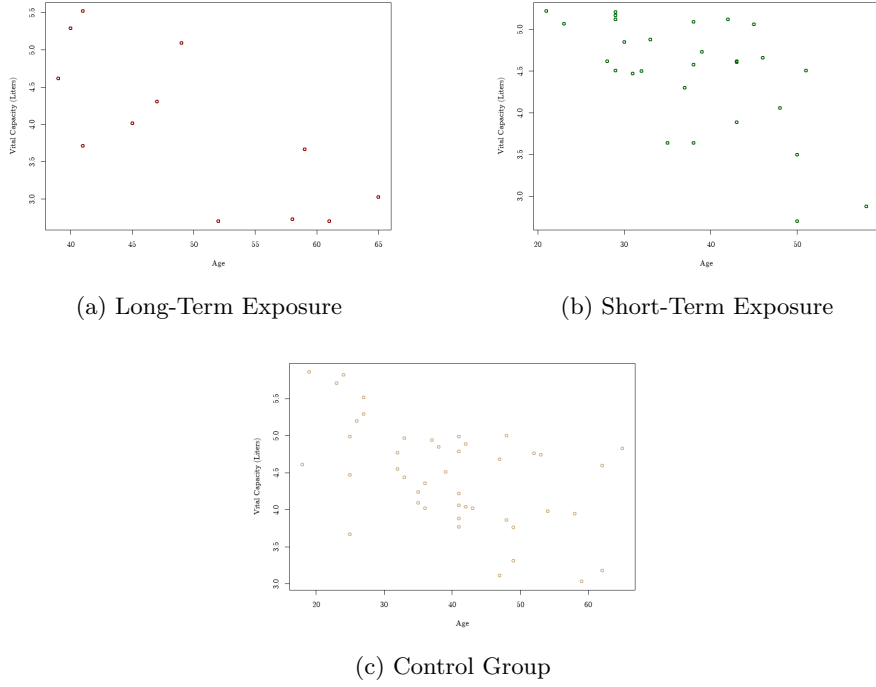 5.5
5.0
4.5
4.0
3.5
3.0
Vital Capacity (Liters)
40 45 50 55 60 65
Age
(a) Long-Term Exposure
5.0
4.5
4.0
3.5
3.0
Vital Capacity (Liters)
20 30 40 50
Age
(b) Short-Term Exposure
5.5
5.0
4.5
4.0
3.5
3.0
Vital Capacity (Liters)
20 30 40 50 60
Age
(c) Control Group